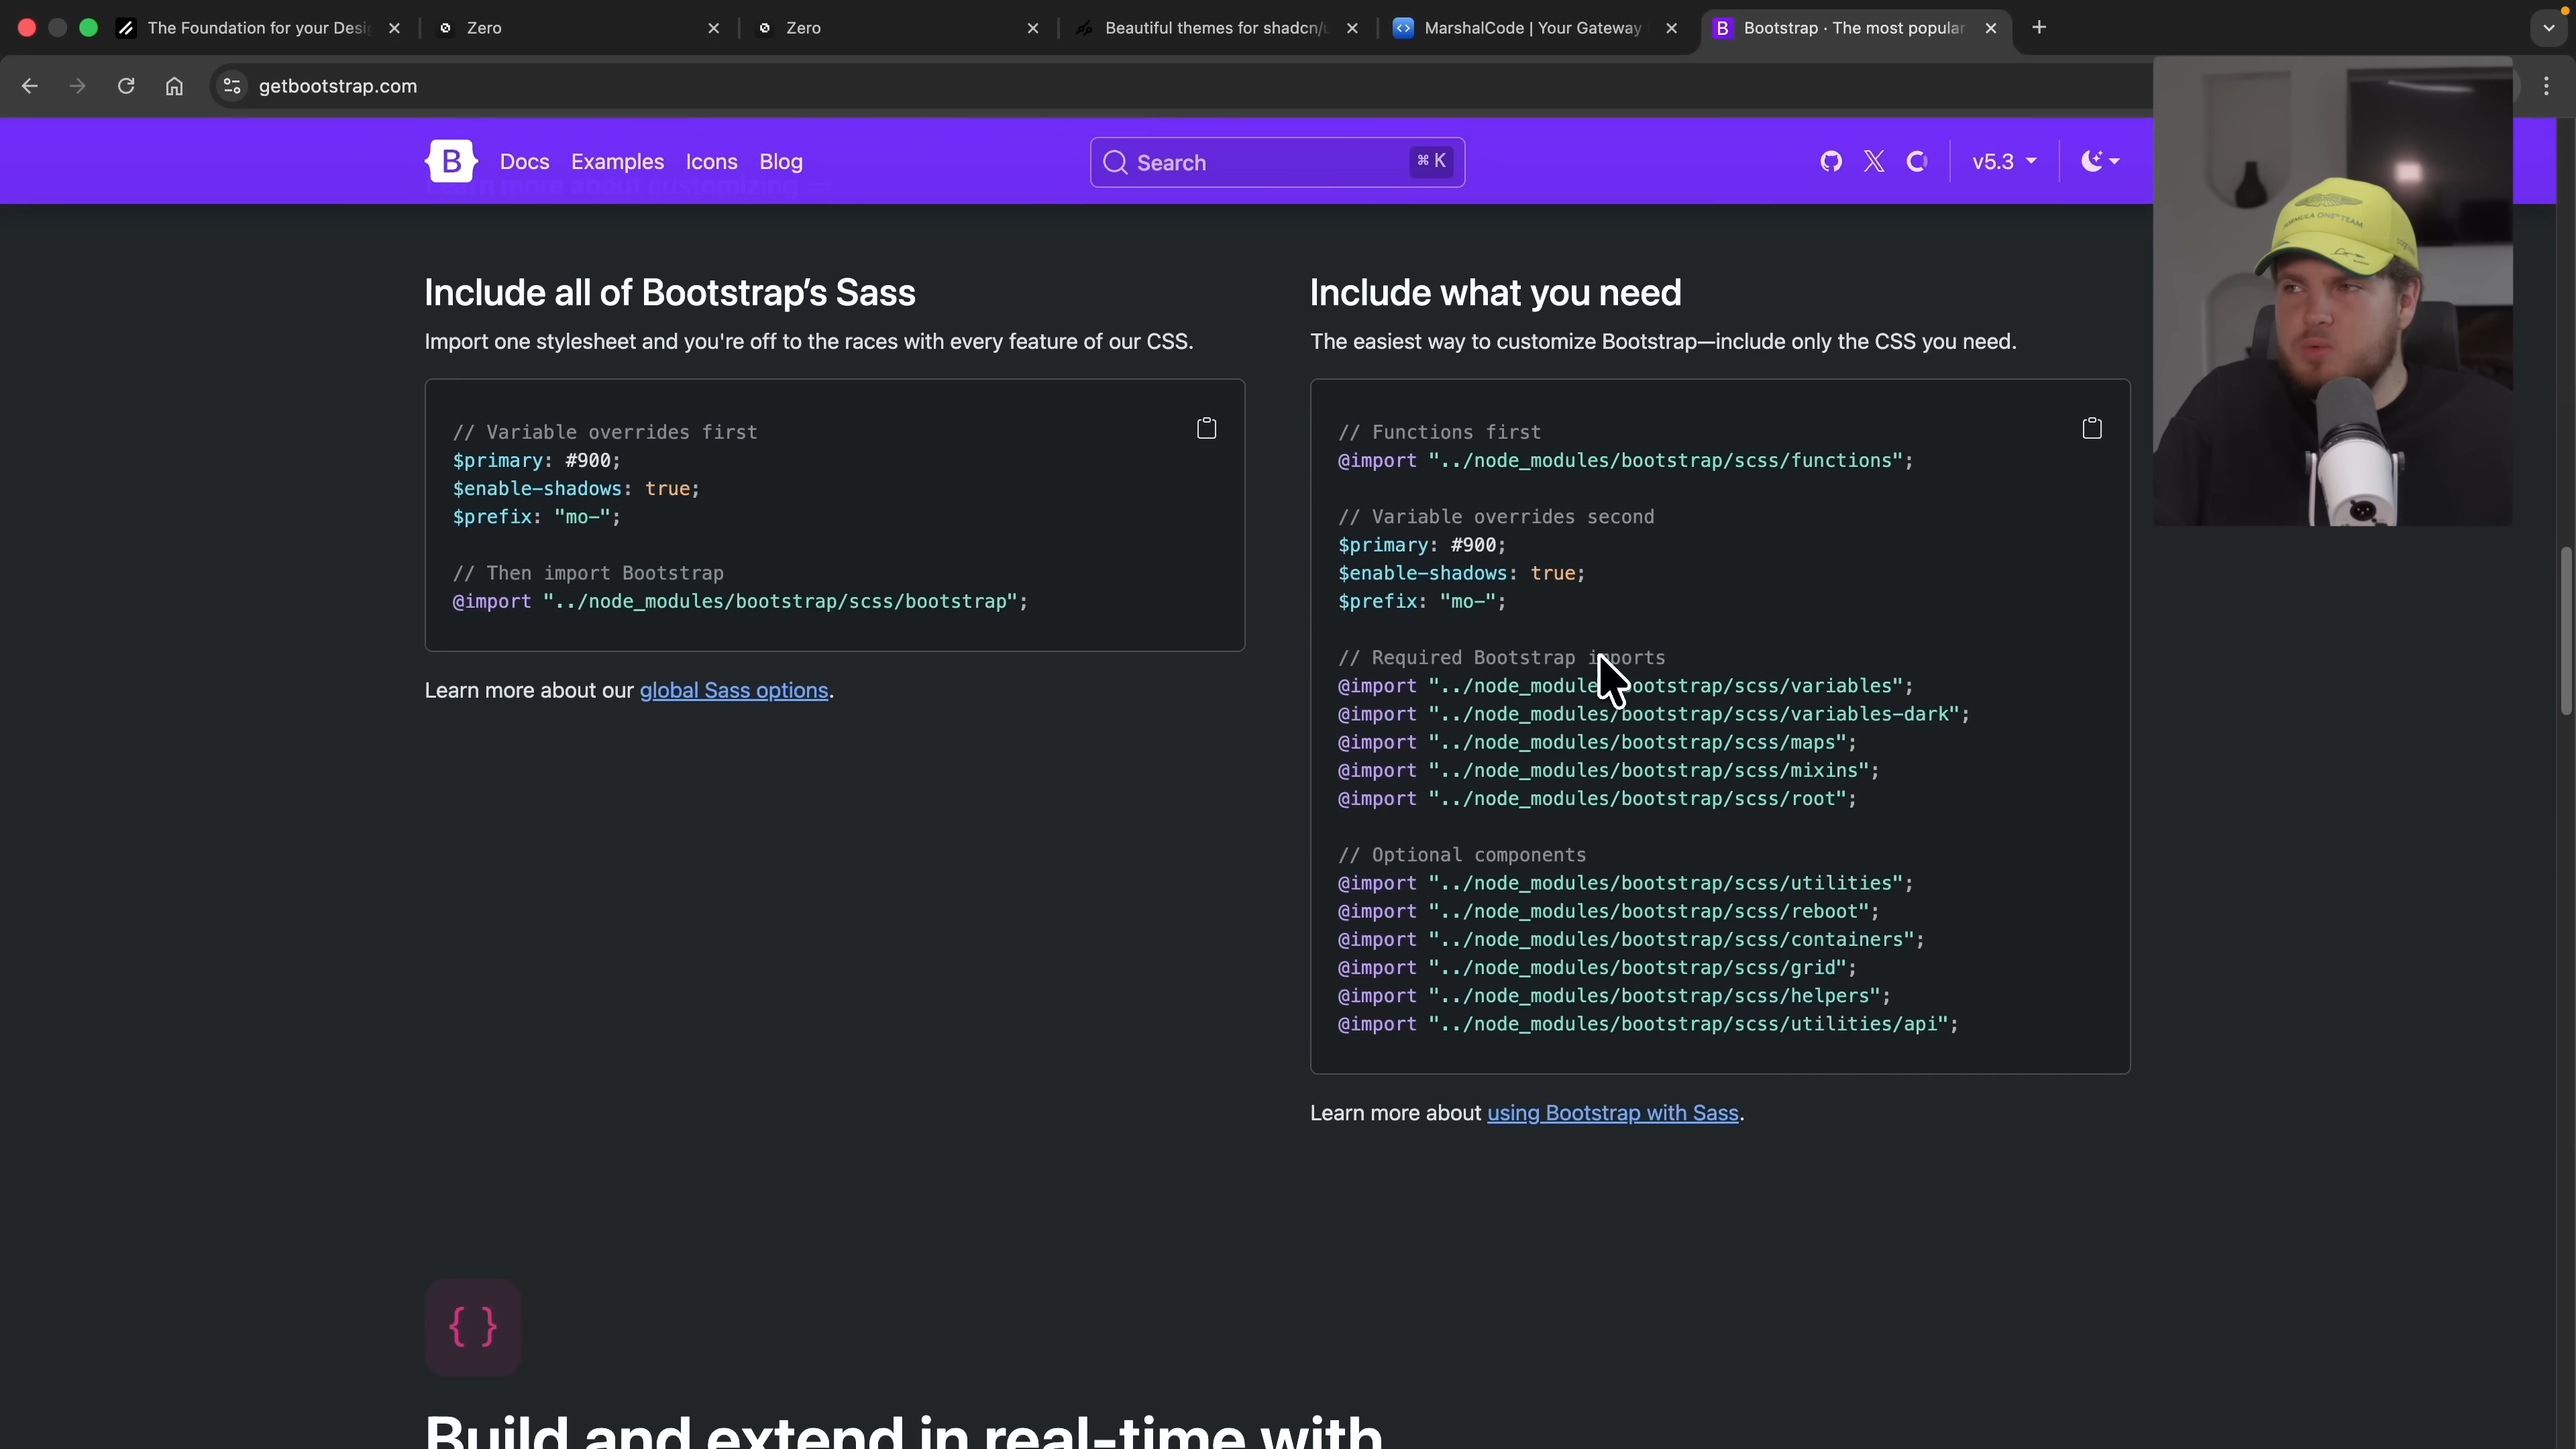 The Foundation for your Desi
Zero
Zero
Beautiful themes for shadcn/u
MarshalCode | Your Gateway
B Bootstrap · The most popular
getbootstrap.com
B Docs Examples Icons Blog
Search ⌘ K
v5.3
Learn more about customizing →
Include all of Bootstrap's Sass
Import one stylesheet and you're off to the races with every feature of our CSS.
// Variable overrides first
$primary: #900;
$enable-shadows: true;
$prefix: "mo-";
// Then import Bootstrap
@import "../node_modules/bootstrap/scss/bootstrap";
Learn more about our global Sass options.
Include what you need
The easiest way to customize Bootstrap—include only the CSS you need.
// Functions first
@import "../node_modules/bootstrap/scss/functions";
// Variable overrides second
$primary: #900;
$enable-shadows: true;
$prefix: "mo-";
// Required Bootstrap imports
@import "../node_modules/bootstrap/scss/variables";
@import "../node_modules/bootstrap/scss/variables-dark";
@import "../node_modules/bootstrap/scss/maps";
@import "../node_modules/bootstrap/scss/mixins";
@import "../node_modules/bootstrap/scss/root";
// Optional components
@import "../node_modules/bootstrap/scss/utilities";
@import "../node_modules/bootstrap/scss/reboot";
@import "../node_modules/bootstrap/scss/containers";
@import "../node_modules/bootstrap/scss/grid";
@import "../node_modules/bootstrap/scss/helpers";
@import "../node_modules/bootstrap/scss/utilities/api";
Learn more about using Bootstrap with Sass.
{ }
Build and extend in real-time with
FORMULA ONE TEAM